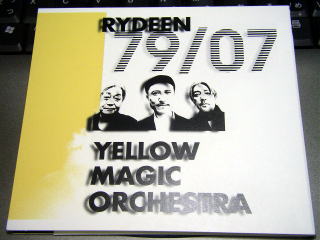 RYDEEN
79/07
YELLOW
MAGIC
ORCHESTRA